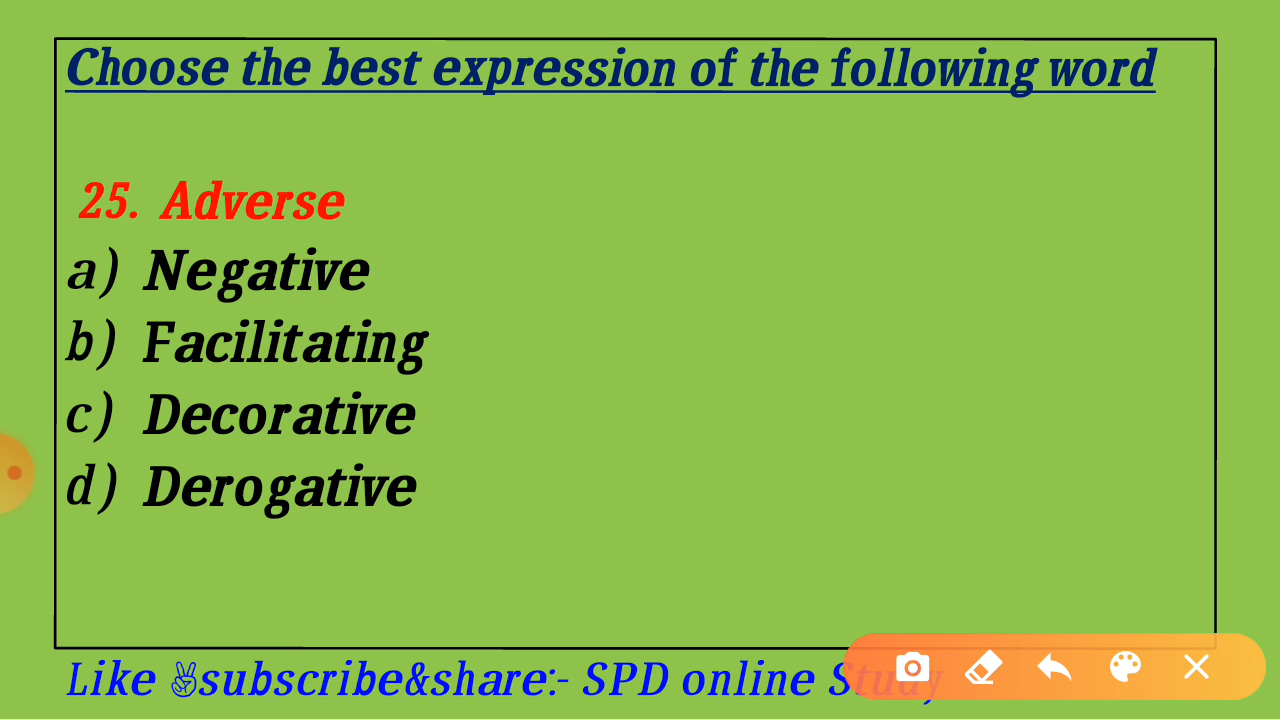 Choose the best expression of the following word
25. Adverse
a) Negative
b) Facilitating
c) Decorative
d) Derogative
Like ✌subscribe&share:- SPD online Study